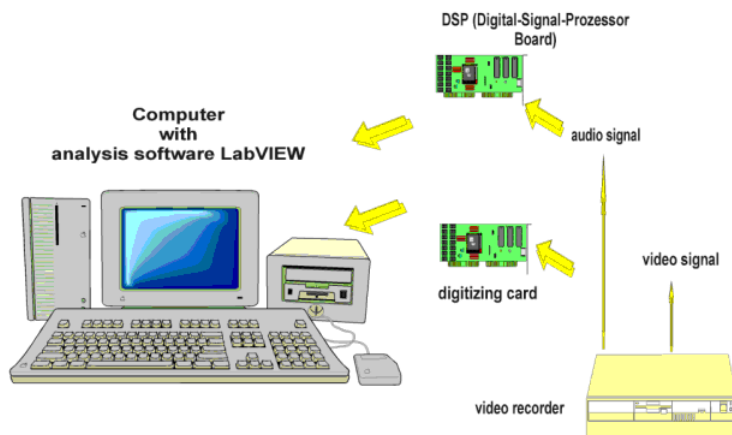 DSP (Digital-Signal-Prozessor
Board)
Computer
with
analysis software LabVIEW
audio signal
video signal
digitizing card
video recorder